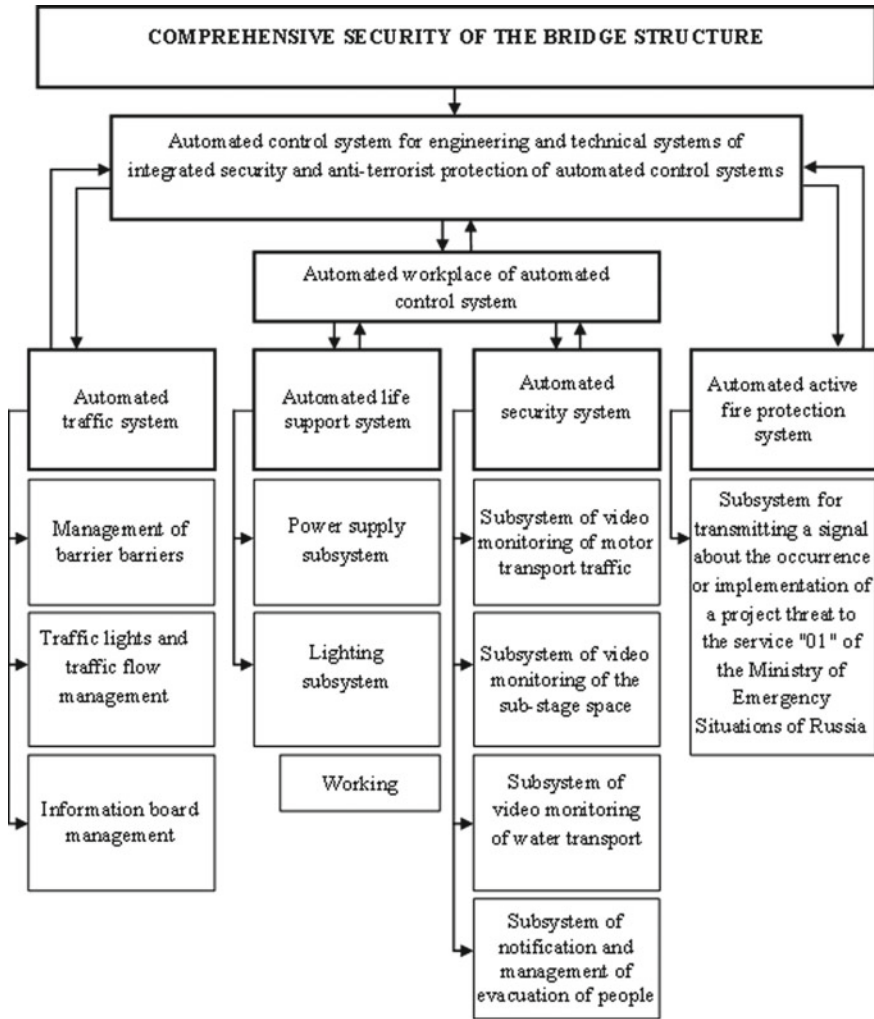 COMPREHENSIVE SECURITY OF THE BRIDGE STRUCTURE
Automated control system for engineering and technical systems of
integrated security and anti-terrorist protection of automated control systems
Automated workplace of automated
control system
Automated
traffic system
Automated life
support system
Automated
security system
Automated active
fire protection
system
Management of
barrier barriers
Power supply
subsystem
Subsystem of video
monitoring of motor
transport traffic
Subsystem for
transmitting a signal
about the occurrence
or implementation of
a project threat to
the service "01" of
the Ministry of
Emergency
Situations of Russia
Traffic lights and
traffic flow
management
Lighting
subsystem
Subsystem of video
monitoring of the
sub-stage space
Information board
management
Working
Subsystem of
video monitoring
of water transport
Subsystem of
notification and
management of
evacuation of people